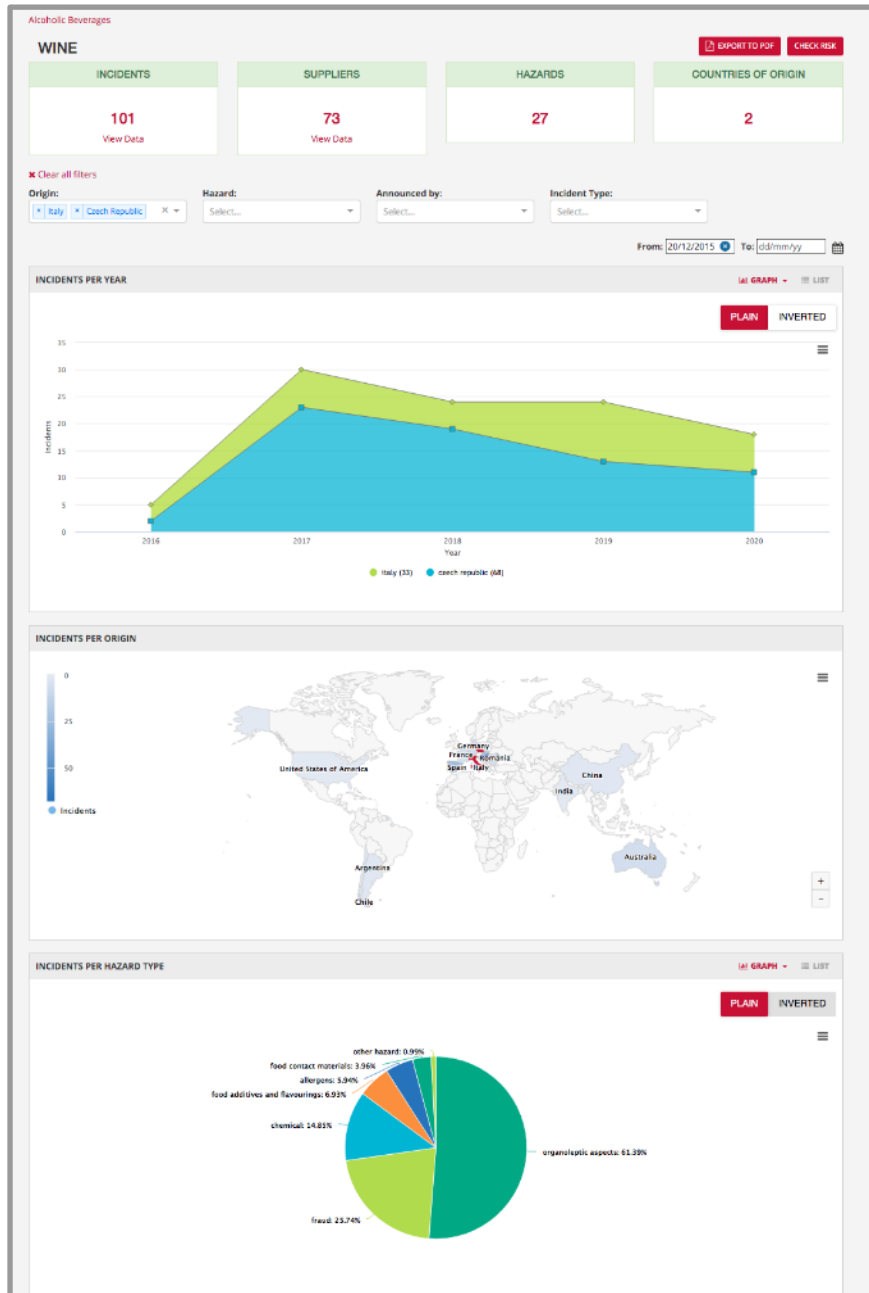 Alcoholic Beverages
WINE
EXPORT TO PDF CHECK RISK
INCIDENTS SUPPLIERS HAZARDS COUNTRIES OF ORIGIN
101 73 27 2
View Data View Data
✖ Clear all filters
Origin: Hazard: Announced by: Incident Type:
× Italy × Czech Republic × Select... Select... Select...
From: 20/12/2015 To: dd/mm/yy
INCIDENTS PER YEAR GRAPH LIST
PLAIN INVERTED
35
30
25
20
15
10
5
0
Incidents
2016 2017 2018 2019 2020
Year
italy (33) czech republic (68)
INCIDENTS PER ORIGIN
0
25
50
Incidents
Germany
France Romania
Spain Italy
United States of America
China
India
Australia
Argentina
Chile
+
−
INCIDENTS PER HAZARD TYPE GRAPH LIST
PLAIN INVERTED
other hazard: 0.99%
food contact materials: 3.96%
allergens: 5.94%
food additives and flavourings: 6.93%
chemical: 14.85%
organoleptic aspects: 61.39%
fraud: 25.74%